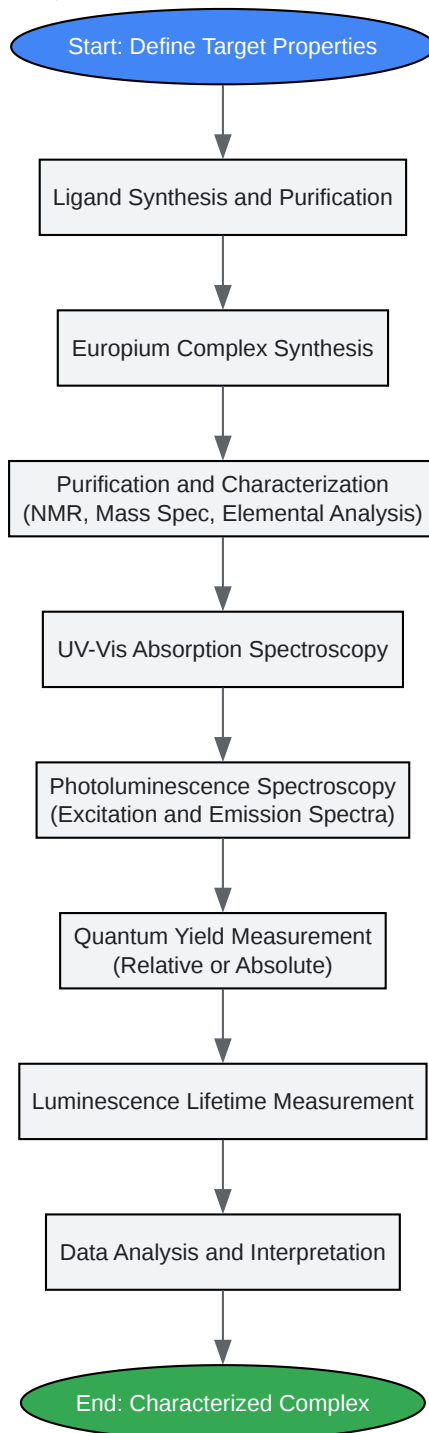 Start: Define Target Properties
Ligand Synthesis and Purification
Europium Complex Synthesis
Purification and Characterization
(NMR, Mass Spec, Elemental Analysis)
UV-Vis Absorption Spectroscopy
Photoluminescence Spectroscopy
(Excitation and Emission Spectra)
Quantum Yield Measurement
(Relative or Absolute)
Luminescence Lifetime Measurement
Data Analysis and Interpretation
End: Characterized Complex